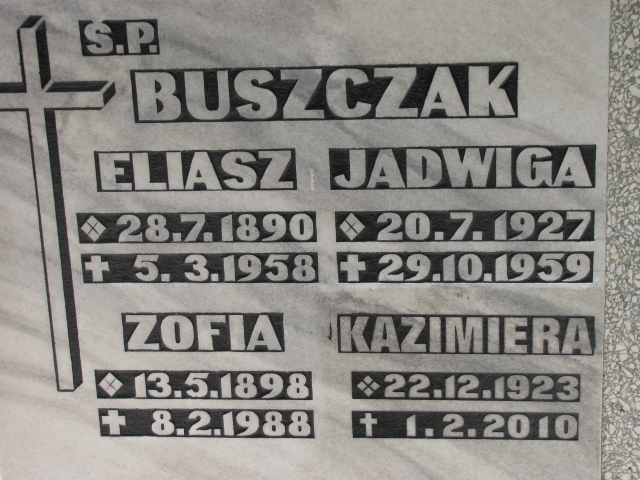 Ś.P.
BUSZCZAK
ELIASZ
❖ 28.7.1890
✝ 5.3.1958
JADWIGA
❖ 20.7.1927
✝ 29.10.1959
ZOFIA
❖ 13.5.1898
✝ 8.2.1988
KAZIMIERA
❖ 22.12.1923
✝ 1.2.2010